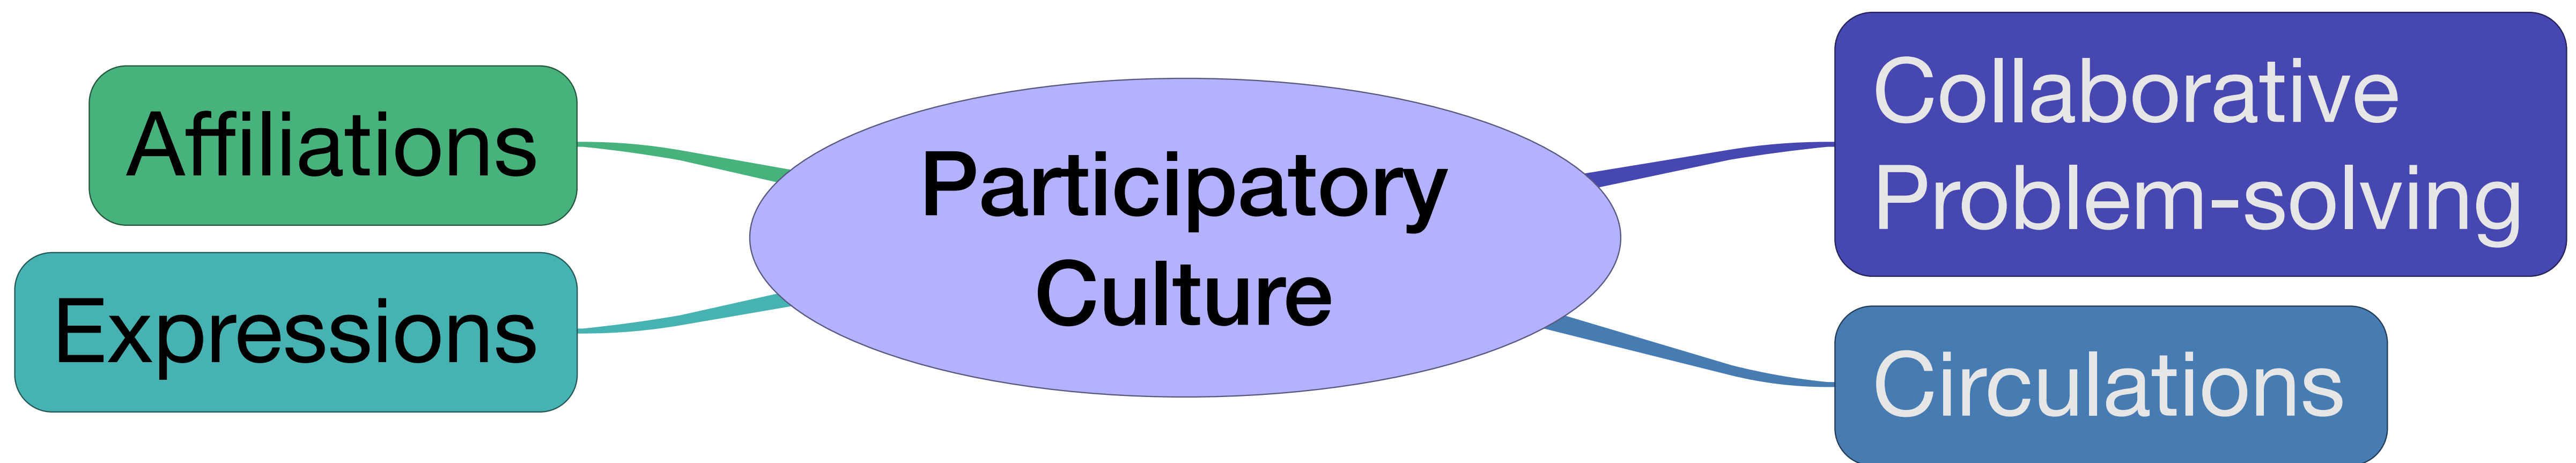 Affiliations
Expressions
Participatory
Culture
Collaborative
Problem-solving
Circulations